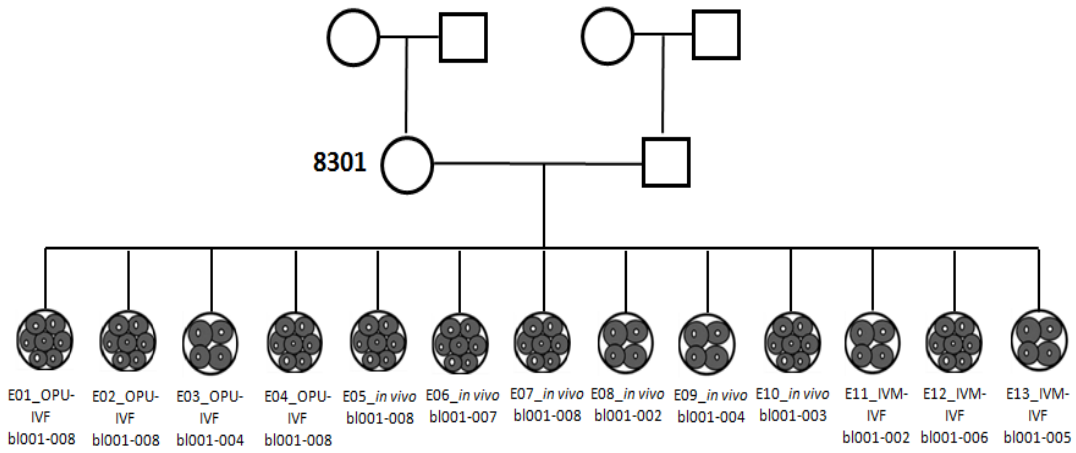 8301
E01_OPU-
IVF
bl001-008
E02_OPU-
IVF
bl001-008
E03_OPU-
IVF
bl001-004
E04_OPU-
IVF
bl001-008
E05_in vivo
bl001-008
E06_in vivo
bl001-007
E07_in vivo
bl001-008
E08_in vivo
bl001-002
E09_in vivo
bl001-004
E10_in vivo
bl001-003
E11_IVM-
IVF
bl001-002
E12_IVM-
IVF
bl001-006
E13_IVM-
IVF
bl001-005